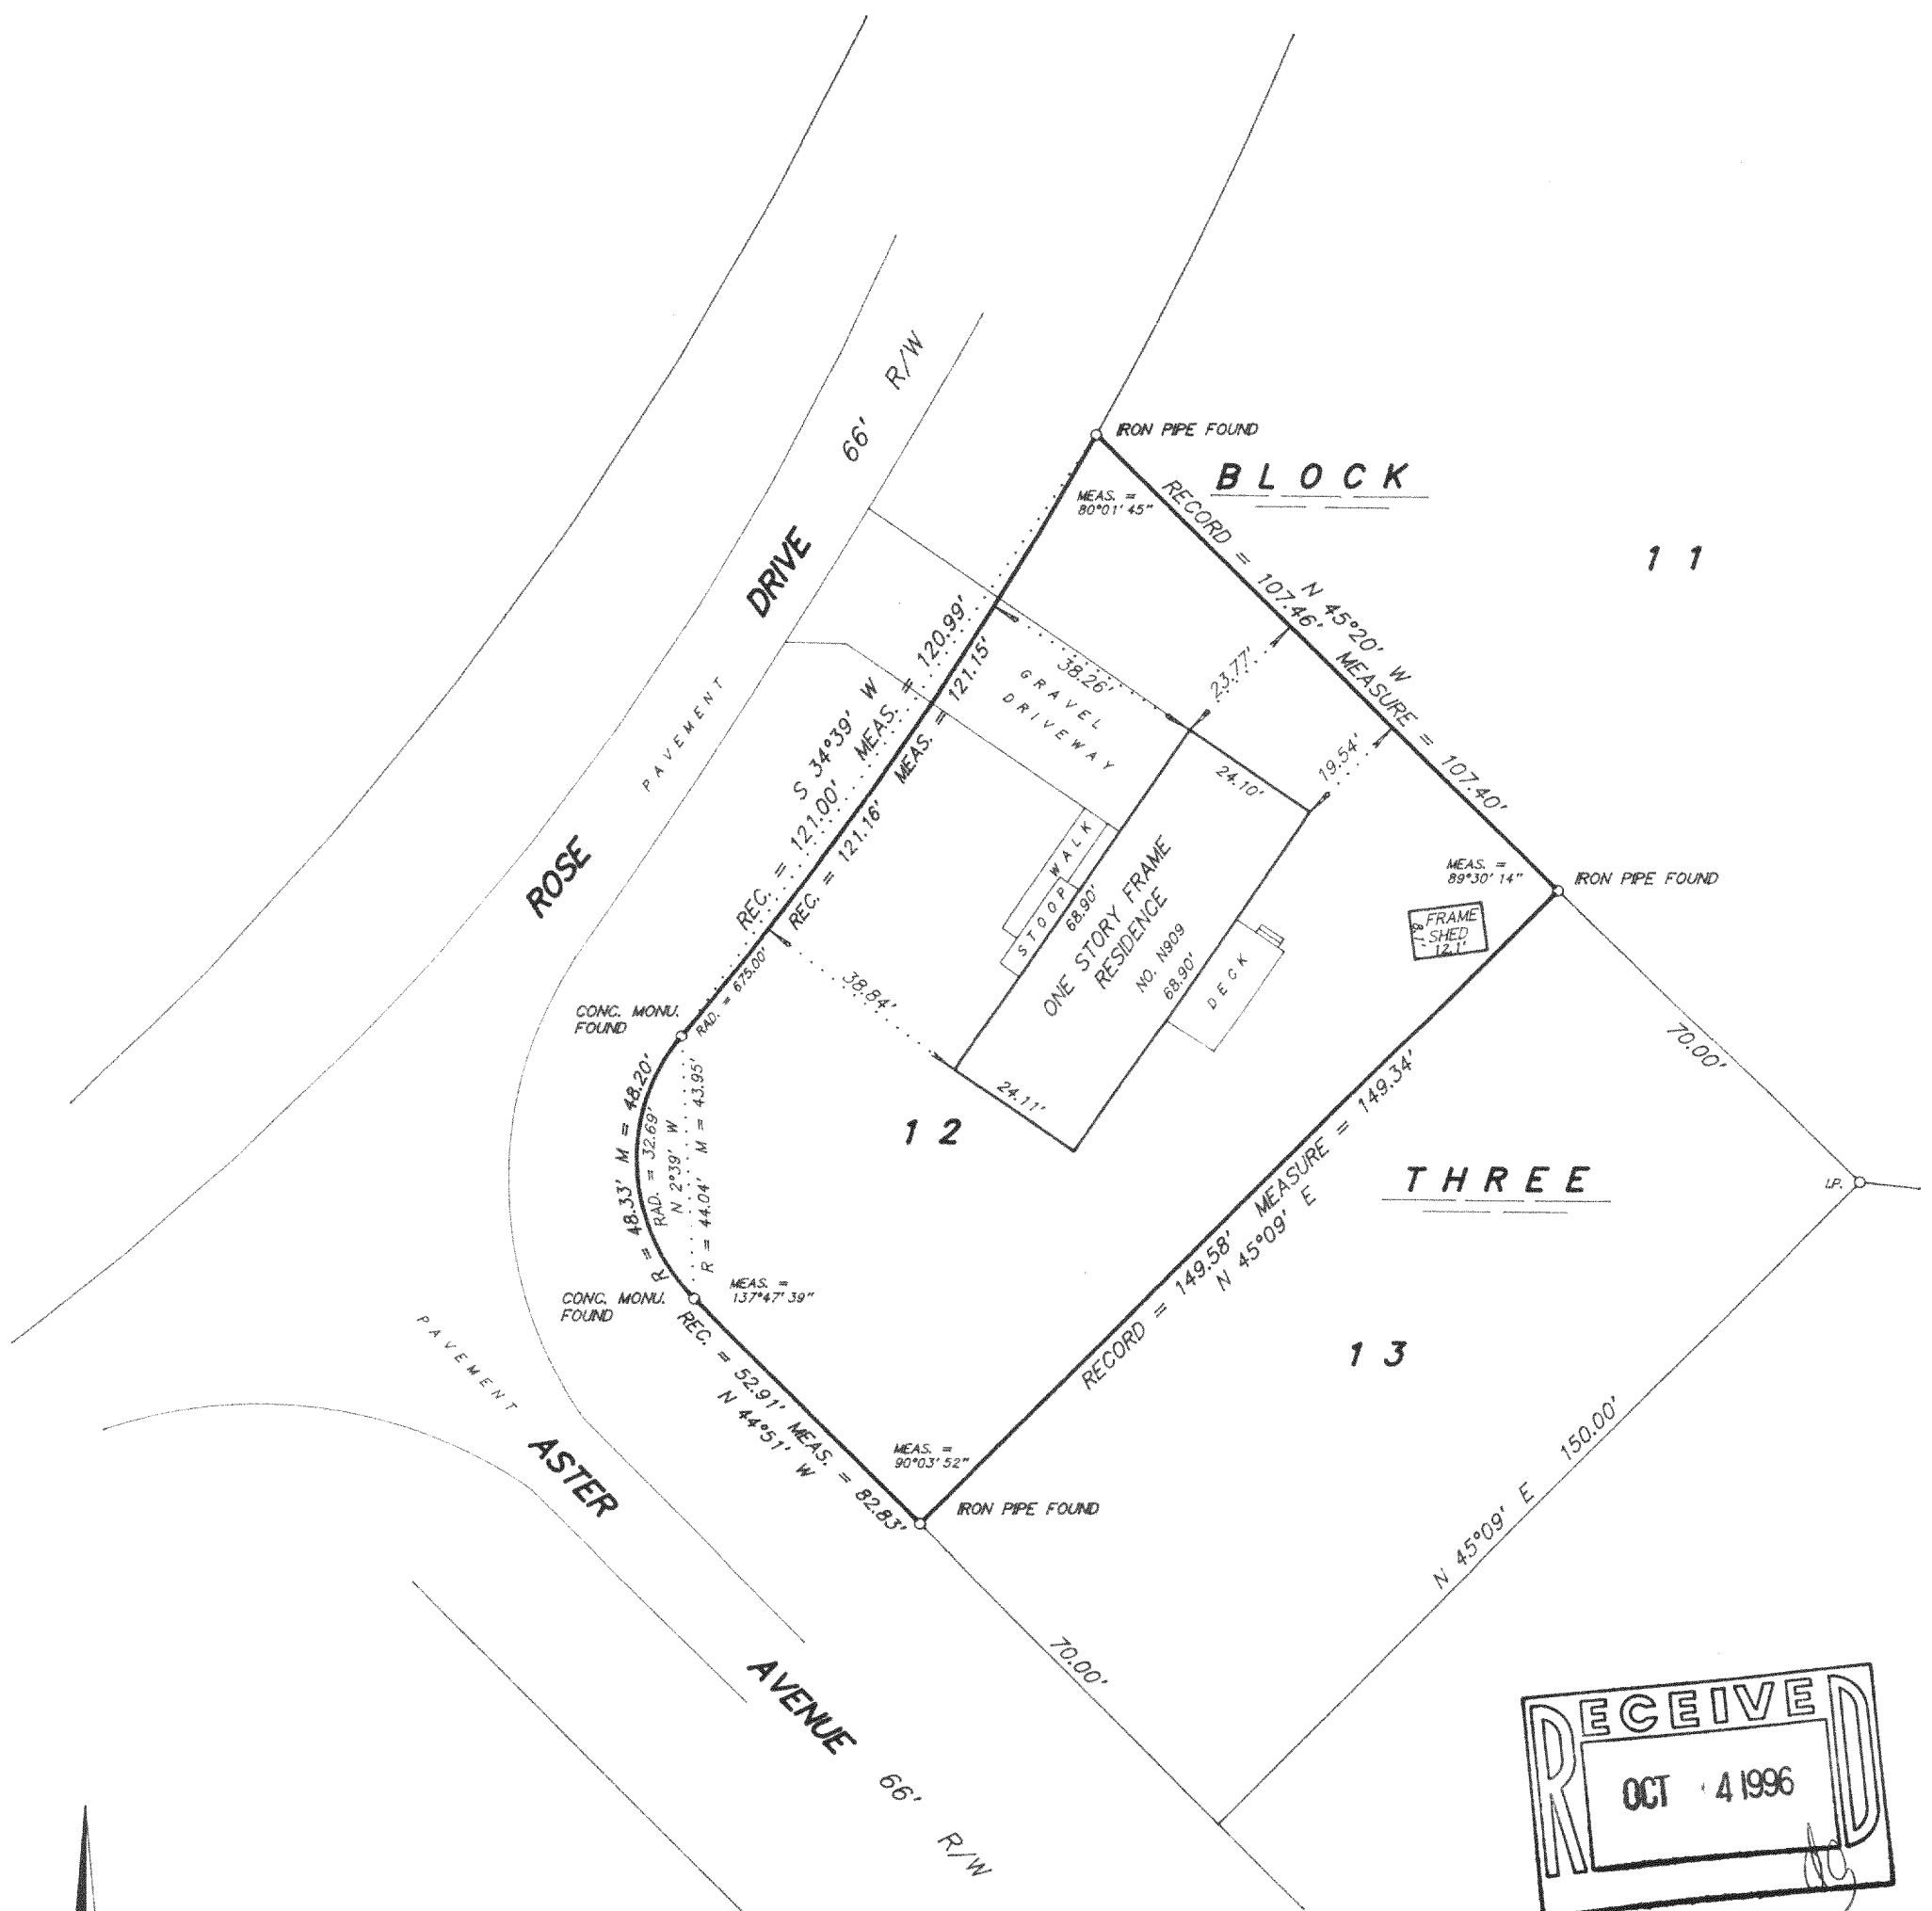 66' R/W
IRON PIPE FOUND
BLOCK
MEAS. =
80°01'45"
RECORD = 107.46' MEASURE = 107.40'
N 45°20' W
11
DRIVE
S 34°39' W
REC. = 121.00' MEAS. = 120.99'
REC. = 121.16' MEAS. = 121.15'
RAD. = 675.00'
38.26'
GRAVEL
DRIVEWAY
23.77'
19.54'
24.10'
PAVEMENT
ROSE
WALK
STOOP
68.90'
ONE STORY FRAME
RESIDENCE
NO. N909
68.90'
DECK
MEAS. =
89°30'14"
IRON PIPE FOUND
FRAME
SHED
12.1'
8.1'
38.84'
CONC. MONU.
FOUND
24.11'
12
70.00'
R = 48.33' M = 48.20'
RAD. = 32.69'
N 2°39' W
R = 44.04' M = 43.95'
RECORD = 149.58' MEASURE = 149.34'
N 45°09' E
THREE
I.P.
MEAS. =
137°47'39"
CONC. MONU.
FOUND
REC. = 52.91' MEAS. = 82.83'
N 44°51' W
13
PAVEMENT
ASTER
MEAS. =
90°03'52"
IRON PIPE FOUND
N 45°09' E 150.00'
70.00'
AVENUE
66' R/W
RECEIVED
OCT 4 1996